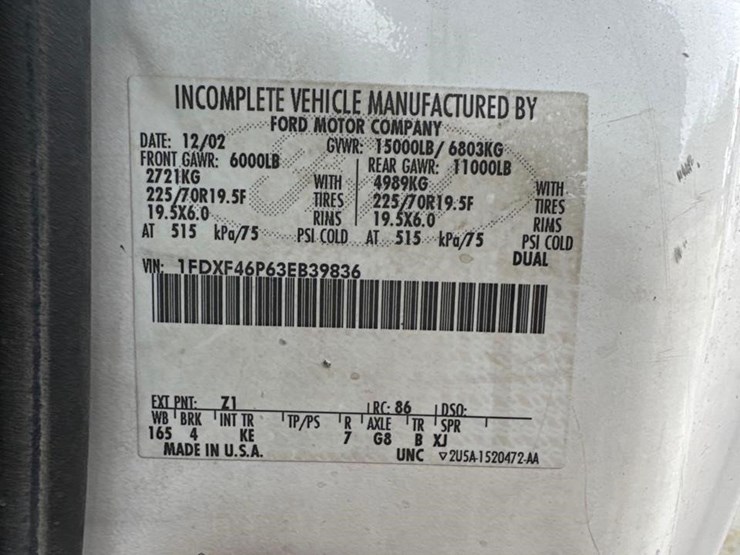 INCOMPLETE VEHICLE MANUFACTURED BY
FORD MOTOR COMPANY
DATE: 12/02 GVWR: 15000LB/ 6803KG
FRONT GAWR: 6000LB REAR GAWR: 11000LB
2721KG WITH 4989KG WITH
225/70R19.5F TIRES 225/70R19.5F TIRES
19.5X6.0 RIMS 19.5X6.0 RIMS
AT 515 kPa/75 PSI COLD AT 515 kPa/75 PSI COLD
DUAL
VIN: 1FDXF46P63EB39836
EXT PNT: Z1 RC: 86 DSO:
WB BRK INT TR TP/PS R AXLE TR SPR
165 4 KE 7 G8 B XJ
MADE IN U.S.A. UNC ▽2U5A-1520472-AA